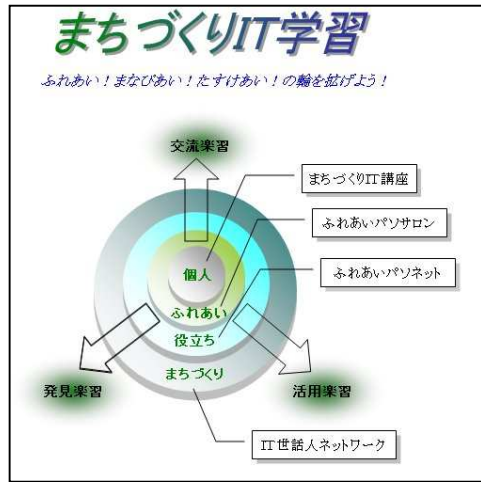 まちづくりIT学習
ふれあい！まなびあい！たすけあい！の輪を拡げよう！
交流楽習
まちづくりIT講座
ふれあいパソサロン
ふれあいパソネット
個人
ふれあい
役立ち
まちづくり
発見楽習
活用楽習
IT世話人ネットワーク